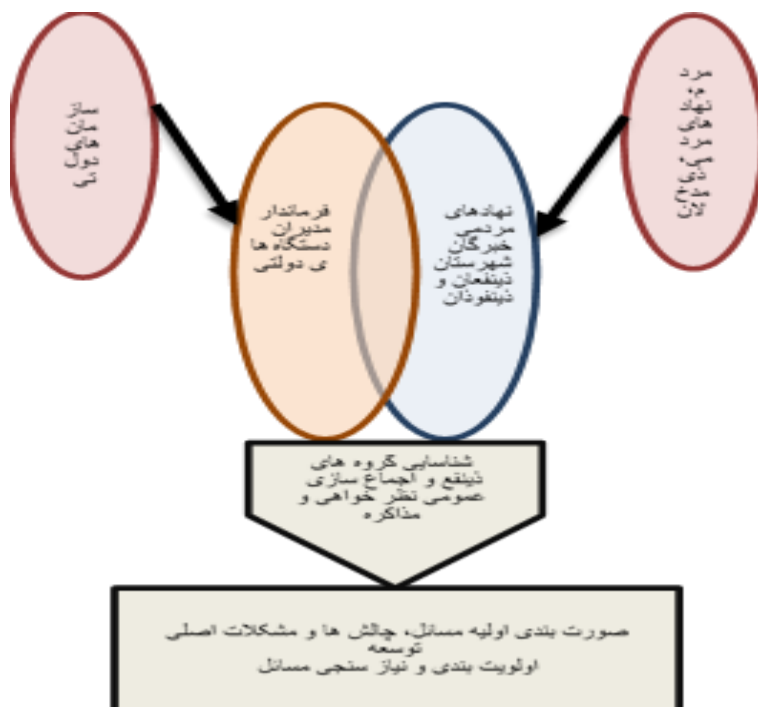 مرد
م،
نهاد
های
مرد
می،
ذی
مدخ
لان
ساز
مان
های
دول
تی
نهادهای
مردمی
خبرگان
شهرستان
ذینفعان و
ذینفوذان
فرماندار
مدیران
دستگاه ها
ی دولتی
شناسایی گروه های
ذینفع و اجماع سازی
عمومی نظر خواهی و
مذاکره
صورت بندی اولیه مسائل، چالش ها و مشکلات اصلی
توسعه
اولویت بندی و نیاز سنجی مسائل